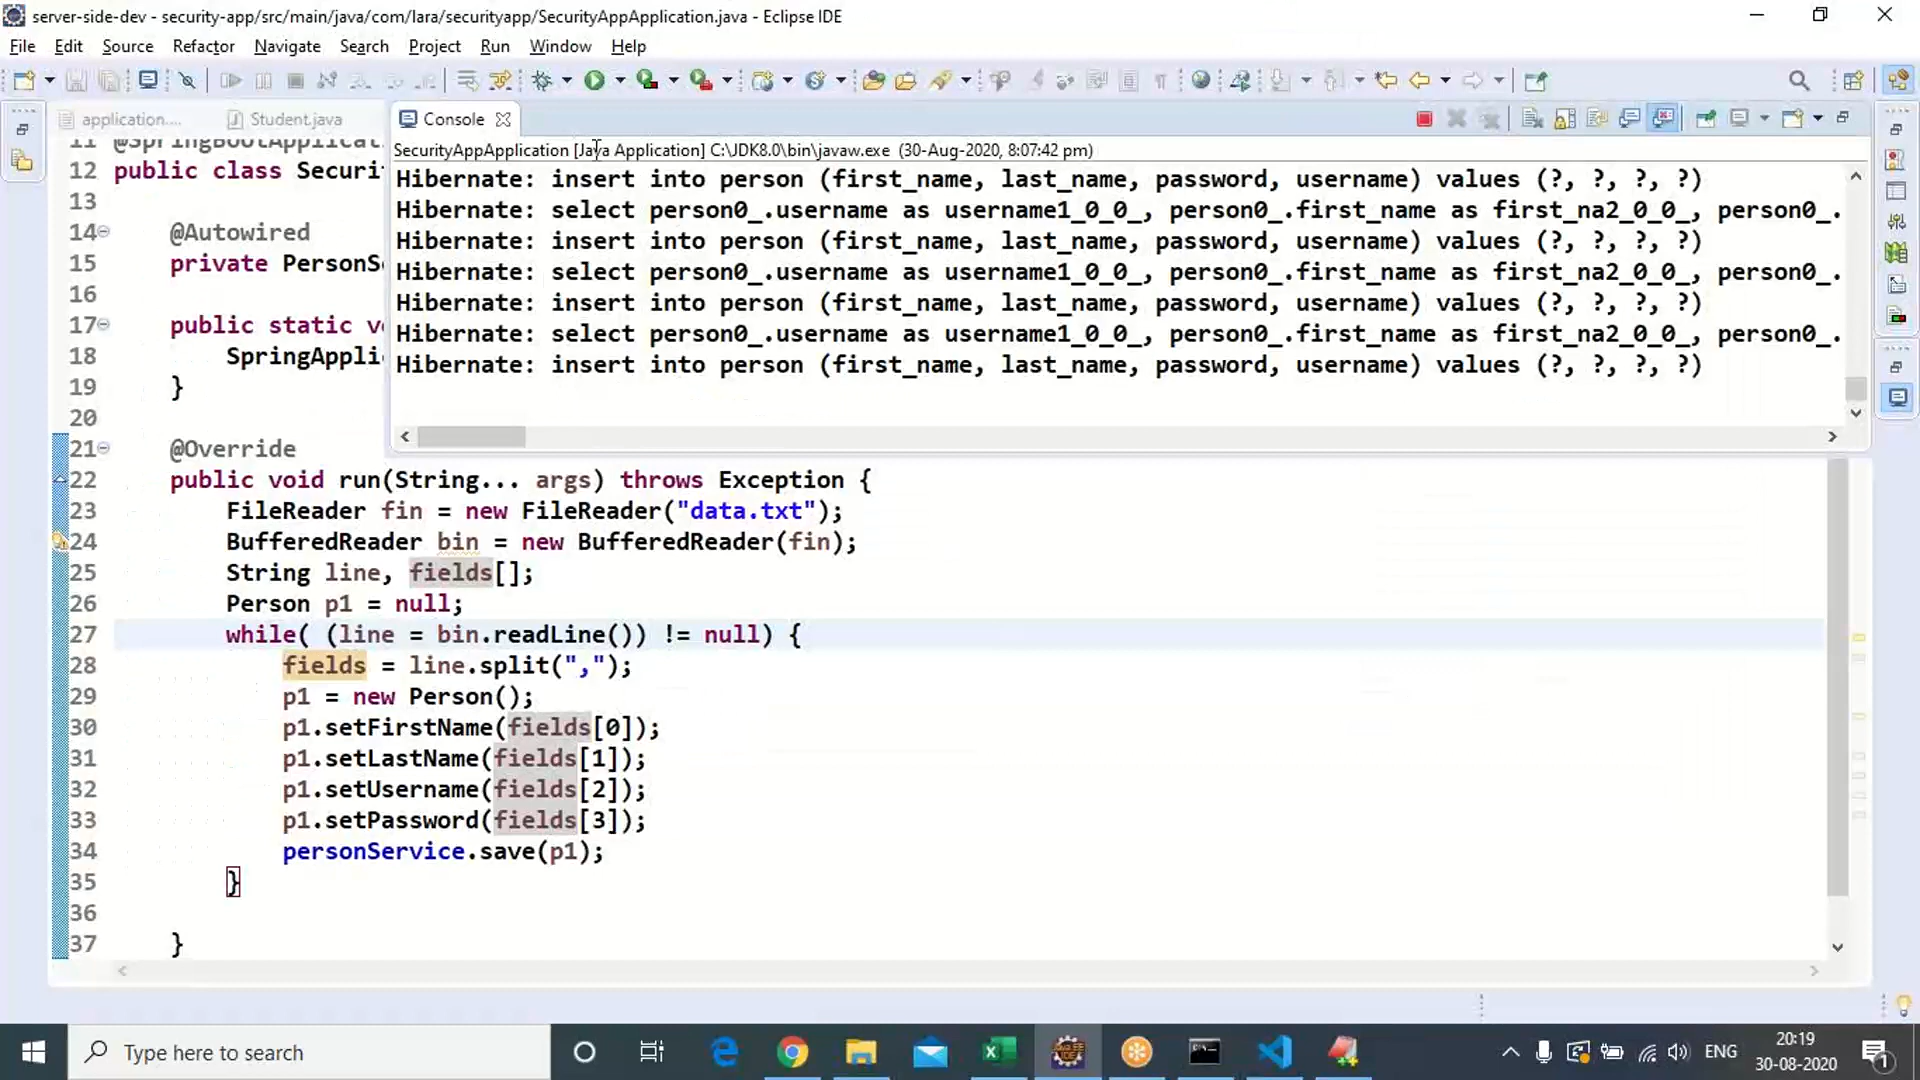 server-side-dev - security-app/src/main/java/com/lara/securityapp/SecurityAppApplication.java - Eclipse IDE
File Edit Source Refactor Navigate Search Project Run Window Help
application.... Student.java Console
SecurityAppApplication [Java Application] C:\JDK8.0\bin\javaw.exe (30-Aug-2020, 8:07:42 pm)
Hibernate: insert into person (first_name, last_name, password, username) values (?, ?, ?, ?)
Hibernate: select person0_.username as username1_0_0_, person0_.first_name as first_na2_0_0_, person0_.
Hibernate: insert into person (first_name, last_name, password, username) values (?, ?, ?, ?)
Hibernate: select person0_.username as username1_0_0_, person0_.first_name as first_na2_0_0_, person0_.
Hibernate: insert into person (first_name, last_name, password, username) values (?, ?, ?, ?)
Hibernate: select person0_.username as username1_0_0_, person0_.first_name as first_na2_0_0_, person0_.
Hibernate: insert into person (first_name, last_name, password, username) values (?, ?, ?, ?)
11 @SpringBootApplicat
12 public class Securi
13
14 @Autowired
15 private PersonSe
16
17 public static vo
18 SpringApplic
19 }
20
21 @Override
22 public void run(String... args) throws Exception {
23 FileReader fin = new FileReader("data.txt");
24 BufferedReader bin = new BufferedReader(fin);
25 String line, fields[];
26 Person p1 = null;
27 while( (line = bin.readLine()) != null) {
28 fields = line.split(",");
29 p1 = new Person();
30 p1.setFirstName(fields[0]);
31 p1.setLastName(fields[1]);
32 p1.setUsername(fields[2]);
33 p1.setPassword(fields[3]);
34 personService.save(p1);
35 }
36
37 }
Type here to search
ENG
20:19
30-08-2020
1